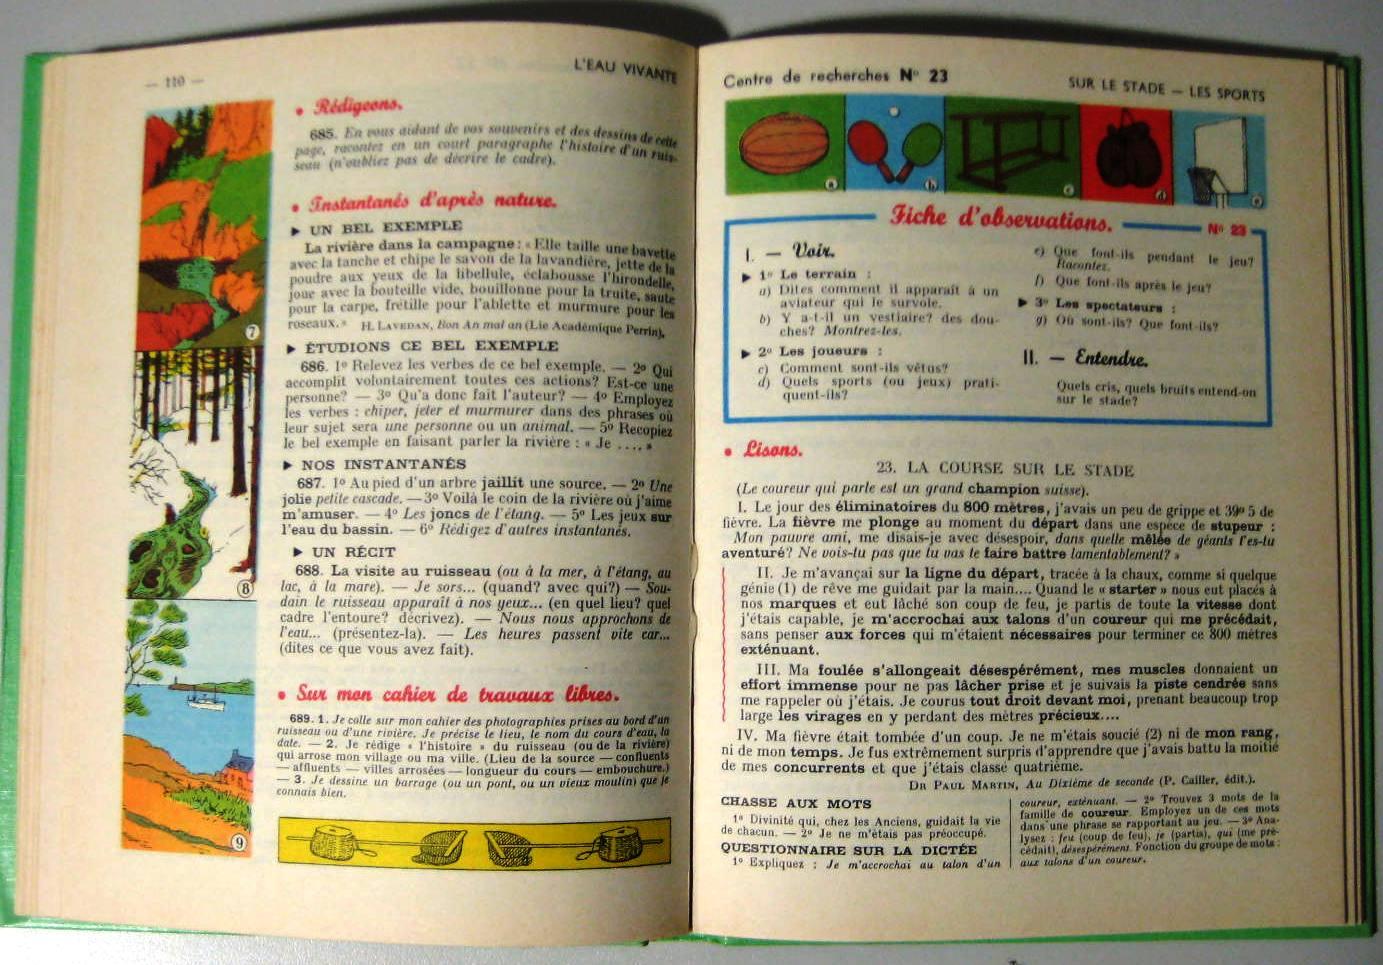 — 110 —
L'EAU VIVANTE
• Rédigeons.
685. En vous aidant de vos souvenirs et des dessins de cette
page, racontez en un court paragraphe l'histoire d'un ruis-
seau (n'oubliez pas de décrire le cadre).
• Instantanés d'après nature.
► UN BEL EXEMPLE
La rivière dans la campagne : « Elle taille une bavette
avec la tanche et chipe le savon de la lavandière, jette de la
poudre aux yeux de la libellule, éclabousse l'hirondelle,
joue avec la bouteille vide, bouillonne pour la truite, saute
pour la carpe, frétille pour l'ablette et murmure pour les
roseaux. » H. LAVEDAN, Bon An mal an (Lie Académique Perrin).
► ÉTUDIONS CE BEL EXEMPLE
686. 1º Relevez les verbes de ce bel exemple. — 2º Qui
accomplit volontairement toutes ces actions? Est-ce une
personne? — 3º Qu'a donc fait l'auteur? — 4º Employez
les verbes : chiper, jeter et murmurer dans des phrases où
leur sujet sera une personne ou un animal. — 5º Recopiez
le bel exemple en faisant parler la rivière : « Je .... »
► NOS INSTANTANÉS
687. 1º Au pied d'un arbre jaillit une source. — 2º Une
jolie petite cascade. — 3º Voilà le coin de la rivière où j'aime
m'amuser. — 4º Les joncs de l'étang. — 5º Les jeux sur
l'eau du bassin. — 6º Rédigez d'autres instantanés.
► UN RÉCIT
688. La visite au ruisseau (ou à la mer, à l'étang, au
lac, à la mare). — Je sors... (quand? avec qui?) — Sou-
dain le ruisseau apparaît à nos yeux... (en quel lieu? quel
cadre l'entoure? décrivez). — Nous nous approchons de
l'eau... (présentez-la). — Les heures passent vite car...
(dites ce que vous avez fait).
• Sur mon cahier de travaux libres.
689. 1. Je colle sur mon cahier des photographies prises au bord d'un
ruisseau ou d'une rivière. Je précise le lieu, le nom du cours d'eau, la
date. — 2. Je rédige « l'histoire » du ruisseau (ou de la rivière)
qui arrose mon village ou ma ville. (Lieu de la source — confluents
— affluents — villes arrosées — longueur du cours — embouchure.)
— 3. Je dessine un barrage (ou un pont, ou un vieux moulin) que je
connais bien.
7
8
9
Centre de recherches Nº 23
SUR LE STADE — LES SPORTS
a
b
c
d
e
Fiche d'observations.
Nº 23
I. — Voir.
► 1º Le terrain :
a) Dites comment il apparaît à un
aviateur qui le survole.
b) Y a-t-il un vestiaire? des dou-
ches? Montrez-les.
► 2º Les joueurs :
c) Comment sont-ils vêtus?
d) Quels sports (ou jeux) prati-
quent-ils?
e) Que font-ils pendant le jeu?
Racontez.
f) Que font-ils après le jeu?
► 3º Les spectateurs :
g) Où sont-ils? Que font-ils?
II. — Entendre.
Quels cris, quels bruits entend-on
sur le stade?
• Lisons.
23. LA COURSE SUR LE STADE
(Le coureur qui parle est un grand champion suisse).
I. Le jour des éliminatoires du 800 mètres, j'avais un peu de grippe et 39º 5 de
fièvre. La fièvre me plonge au moment du départ dans une espèce de stupeur :
Mon pauvre ami, me disais-je avec désespoir, dans quelle mêlée de géants t'es-tu
aventuré? Ne vois-tu pas que tu vas te faire battre lamentablement? »
II. Je m'avançai sur la ligne du départ, tracée à la chaux, comme si quelque
génie (1) de rêve me guidait par la main.... Quand le « starter » nous eut placés à
nos marques et eut lâché son coup de feu, je partis de toute la vitesse dont
j'étais capable, je m'accrochai aux talons d'un coureur qui me précédait,
sans penser aux forces qui m'étaient nécessaires pour terminer ce 800 mètres
exténuant.
III. Ma foulée s'allongeait désespérément, mes muscles donnaient un
effort immense pour ne pas lâcher prise et je suivais la piste cendrée sans
me rappeler où j'étais. Je courus tout droit devant moi, prenant beaucoup trop
large les virages en y perdant des mètres précieux....
IV. Ma fièvre était tombée d'un coup. Je ne m'étais soucié (2) ni de mon rang,
ni de mon temps. Je fus extrêmement surpris d'apprendre que j'avais battu la moitié
de mes concurrents et que j'étais classé quatrième.
DR PAUL MARTIN, Au Dixième de seconde (P. Cailler, édit.).
CHASSE AUX MOTS
1º Divinité qui, chez les Anciens, guidait la vie
de chacun. — 2º Je ne m'étais pas préoccupé.
QUESTIONNAIRE SUR LA DICTÉE
1º Expliquez : Je m'accrochai au talon d'un
coureur, exténuant. — 2º Trouvez 3 mots de la
famille de coureur. Employez un de ces mots
dans une phrase se rapportant au jeu. — 3º Ana-
lysez : feu (coup de feu), je (partis), qui (me pré-
cédait), désespérément. Fonction du groupe de mots :
aux talons d'un coureur.